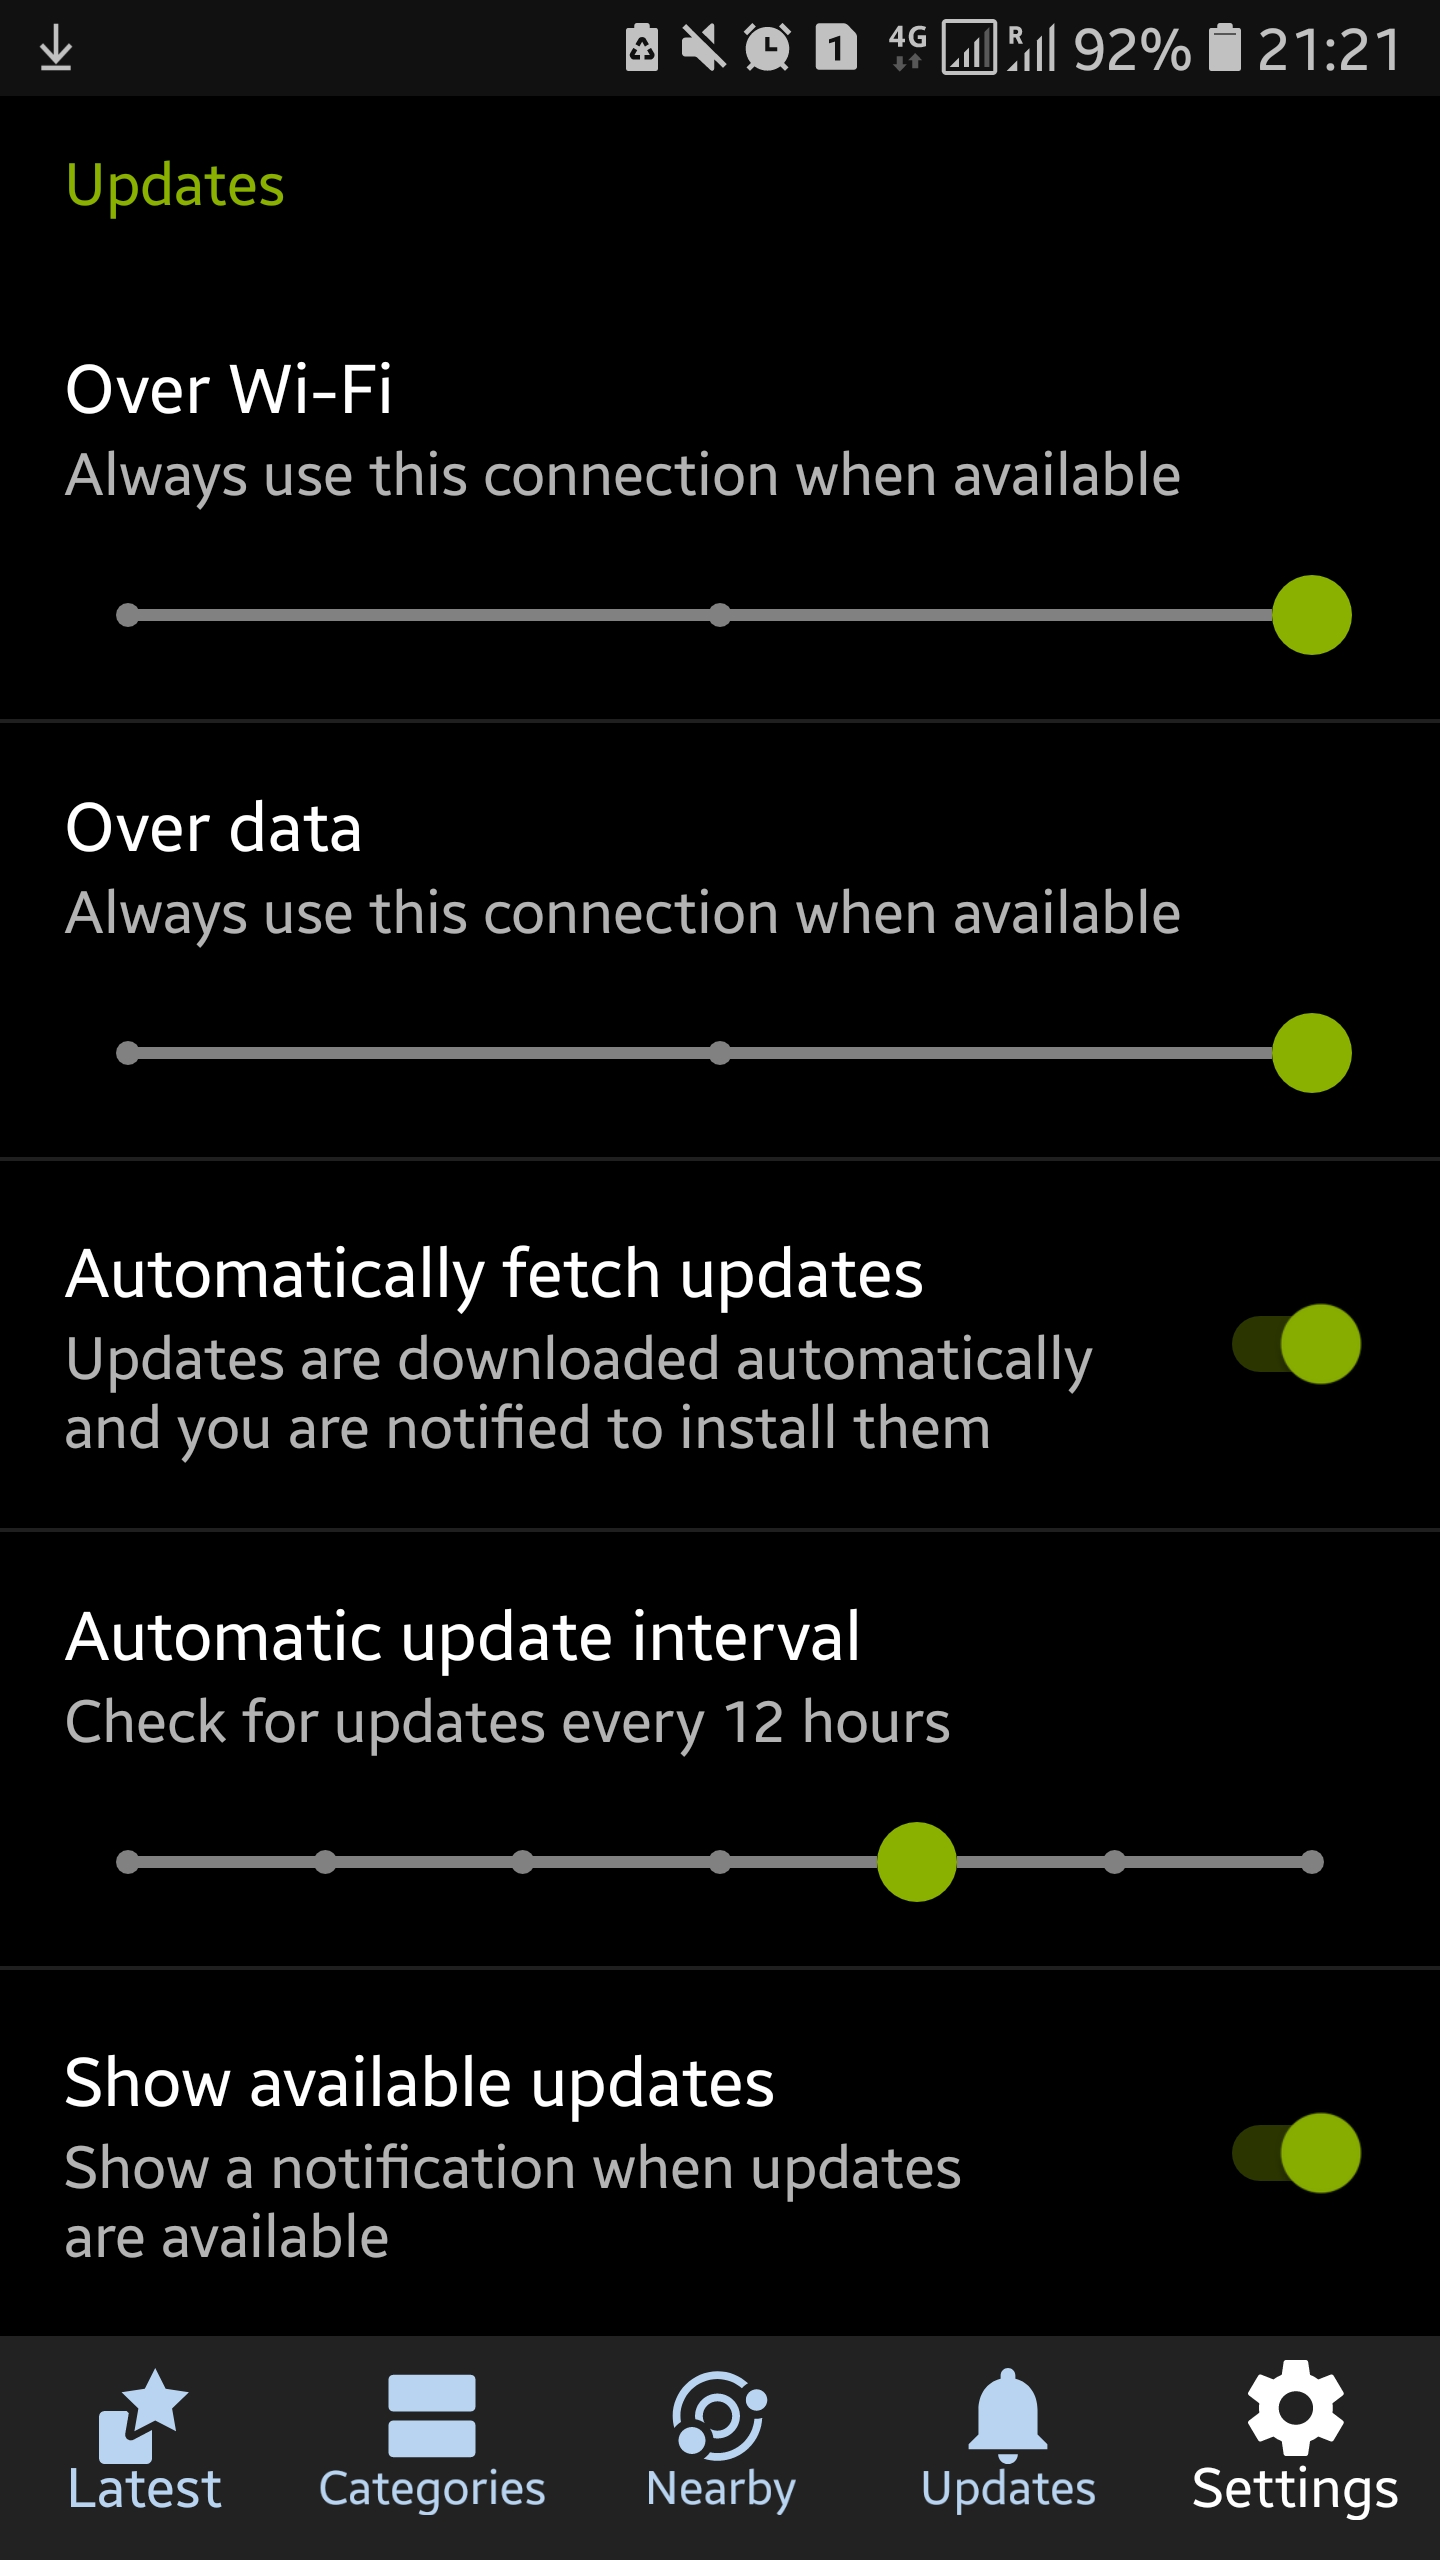 1 4G R 92% 21:21
Updates
Over Wi-Fi
Always use this connection when available
Over data
Always use this connection when available
Automatically fetch updates
Updates are downloaded automatically
and you are notified to install them
Automatic update interval
Check for updates every 12 hours
Show available updates
Show a notification when updates
are available
Latest Categories Nearby Updates Settings